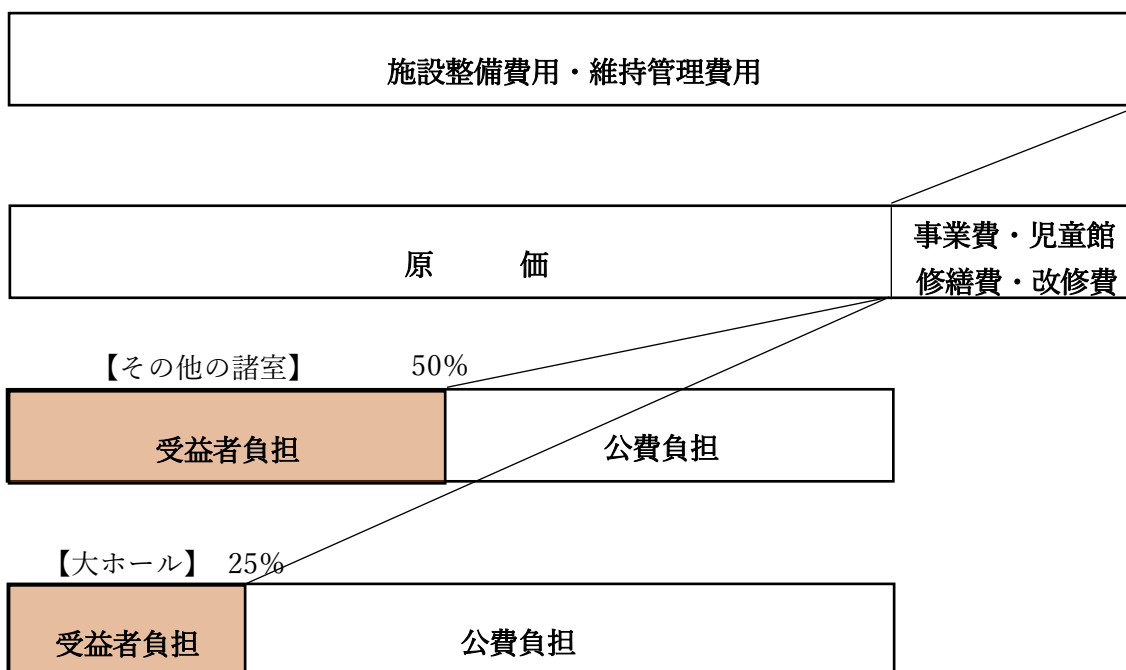 施設整備費用・維持管理費用
原　　　価
事業費・児童館
修繕費・改修費
【その他の諸室】　　50%
受益者負担
公費負担
【大ホール】　25%
受益者負担
公費負担